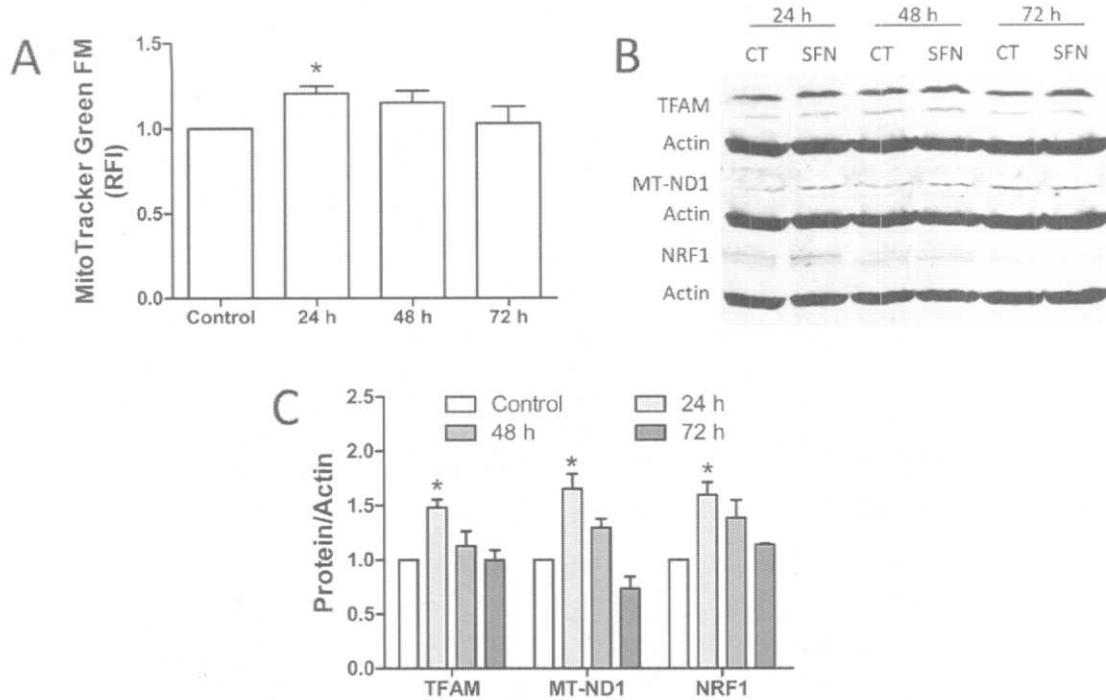 A
MitoTracker Green FM
(RFI)
1.5
1.0
0.5
0.0
*
Control 24 h 48 h 72 h
B
24 h 48 h 72 h
CT SFN CT SFN CT SFN
TFAM
Actin
MT-ND1
Actin
NRF1
Actin
C
Protein/Actin
2.5
2.0
1.5
1.0
0.5
0.0
Control 24 h
48 h 72 h
* * *
TFAM MT-ND1 NRF1